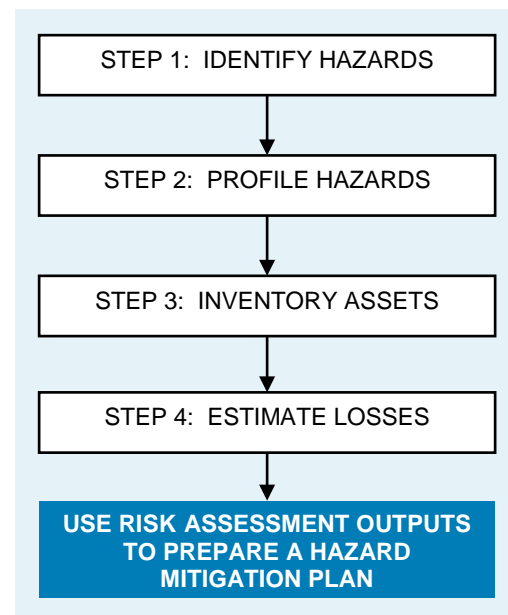 STEP 1: IDENTIFY HAZARDS
STEP 2: PROFILE HAZARDS
STEP 3: INVENTORY ASSETS
STEP 4: ESTIMATE LOSSES
USE RISK ASSESSMENT OUTPUTS
TO PREPARE A HAZARD
MITIGATION PLAN